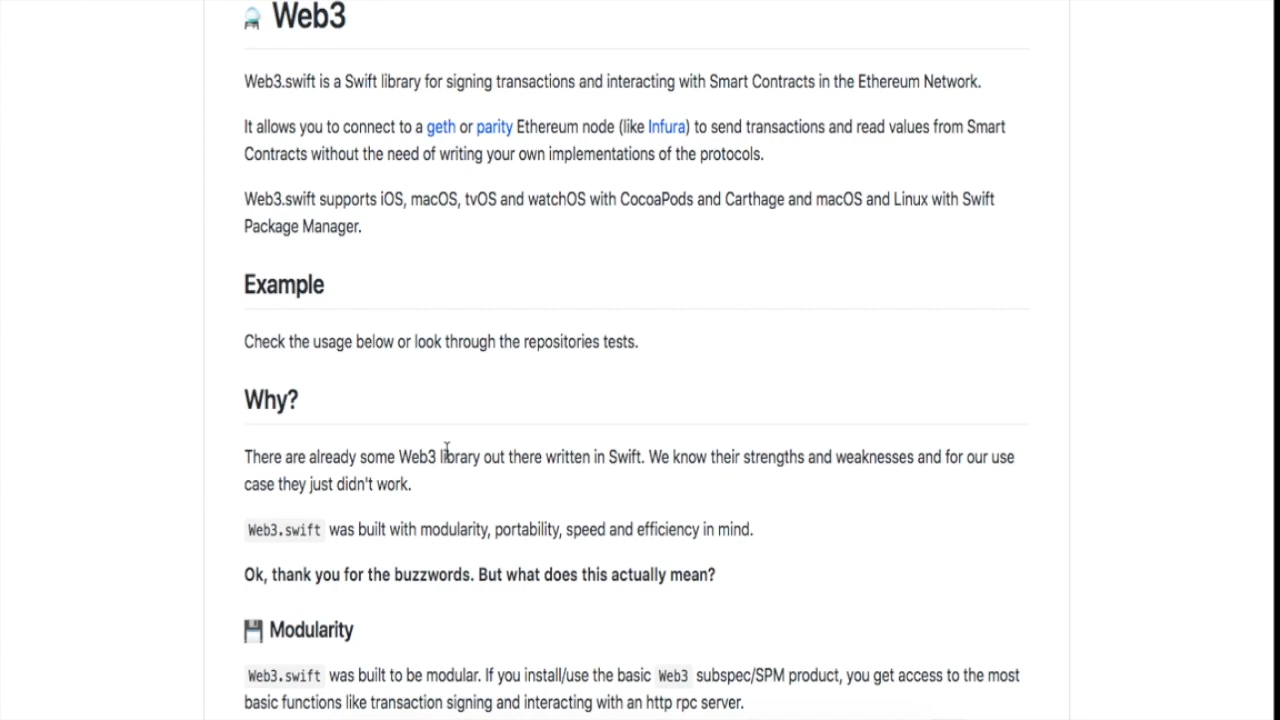 Web3
Web3.swift is a Swift library for signing transactions and interacting with Smart Contracts in the Ethereum Network.
It allows you to connect to a geth or parity Ethereum node (like Infura) to send transactions and read values from Smart
Contracts without the need of writing your own implementations of the protocols.
Web3.swift supports iOS, macOS, tvOS and watchOS with CocoaPods and Carthage and macOS and Linux with Swift
Package Manager.
Example
Check the usage below or look through the repositories tests.
Why?
There are already some Web3 library out there written in Swift. We know their strengths and weaknesses and for our use
case they just didn't work.
Web3.swift was built with modularity, portability, speed and efficiency in mind.
Ok, thank you for the buzzwords. But what does this actually mean?
Modularity
Web3.swift was built to be modular. If you install/use the basic Web3 subspec/SPM product, you get access to the most
basic functions like transaction signing and interacting with an http rpc server.